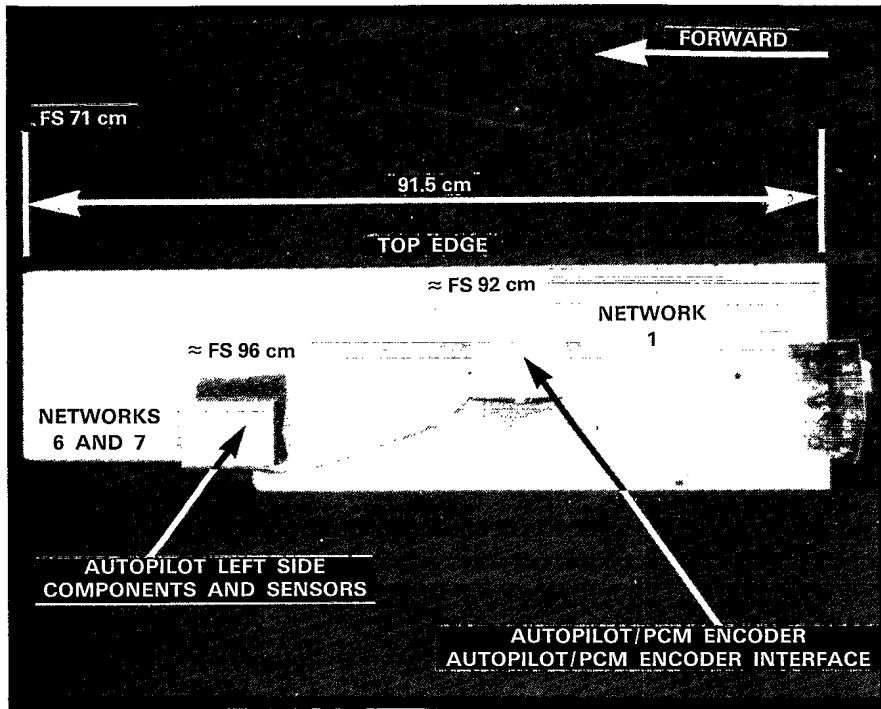 FORWARD
FS 71 cm
91.5 cm
TOP EDGE
≈ FS 92 cm
NETWORK
1
≈ FS 96 cm
NETWORKS
6 AND 7
AUTOPILOT LEFT SIDE
COMPONENTS AND SENSORS
AUTOPILOT/PCM ENCODER
AUTOPILOT/PCM ENCODER INTERFACE